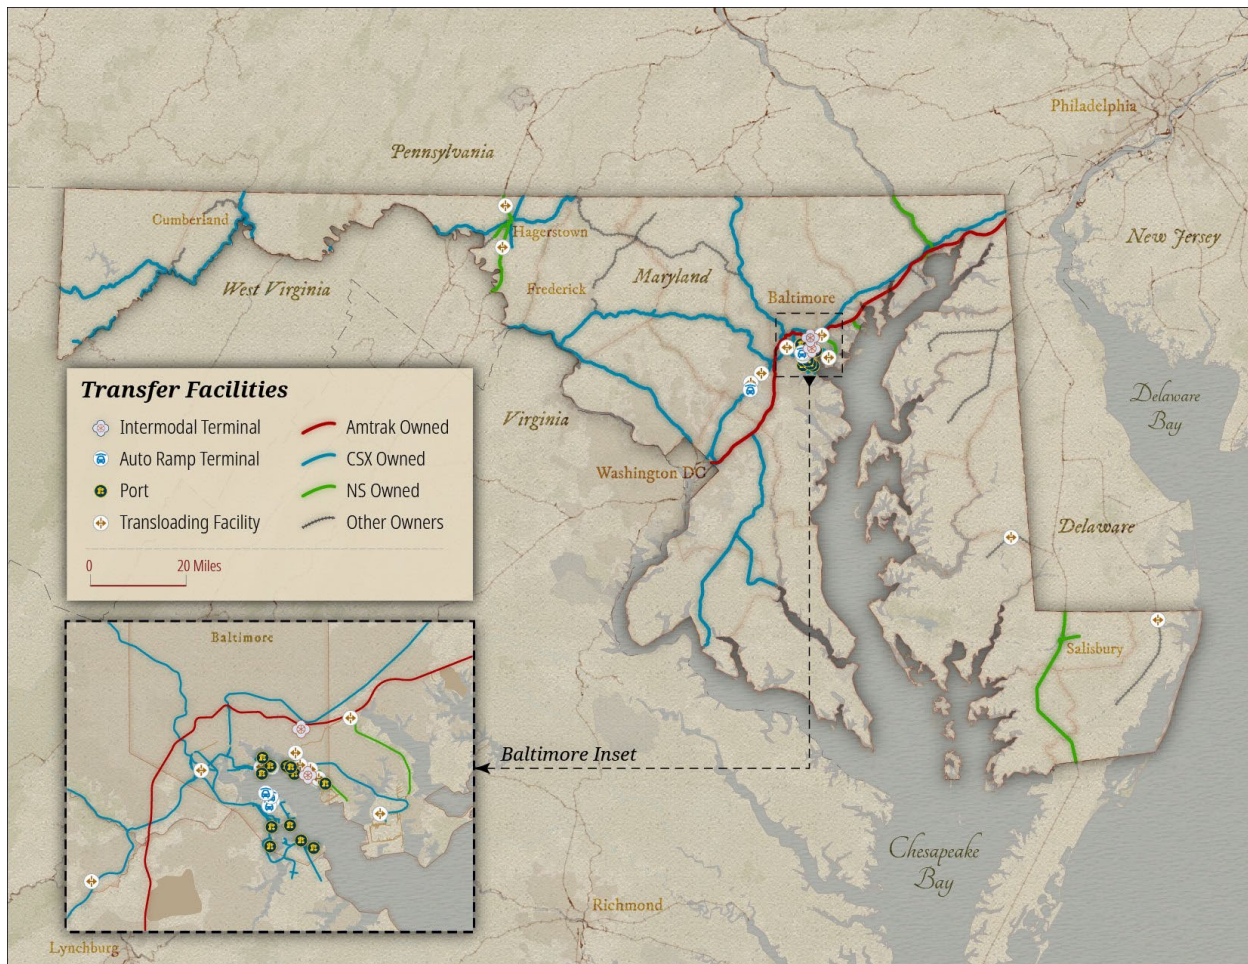 Philadelphia
Pennsylvania
Cumberland
Hagerstown
New Jersey
West Virginia
Frederick
Maryland
Baltimore
Delaware
Bay
Virginia
Washington DC
Delaware
Salisbury
Transfer Facilities
Intermodal Terminal
Auto Ramp Terminal
Port
Transloading Facility
Amtrak Owned
CSX Owned
NS Owned
Other Owners
0
20 Miles
Baltimore
Baltimore Inset
Chesapeake
Bay
Richmond
Lynchburg